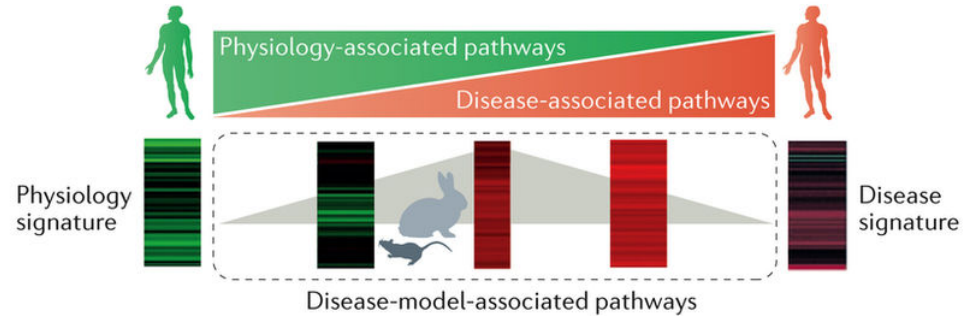 Physiology-associated pathways
Disease-associated pathways
Physiology
signature
Disease
signature
Disease-model-associated pathways